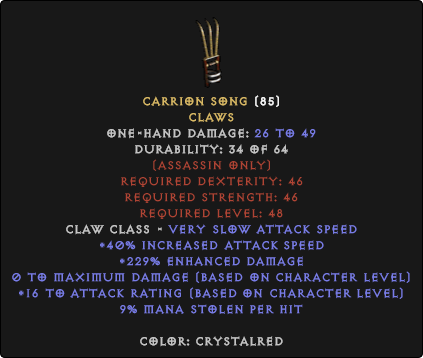 CARRION SONG (85)
CLAWS
ONE-HAND DAMAGE: 26 TO 49
DURABILITY: 34 OF 64
(ASSASSIN ONLY)
REQUIRED DEXTERITY: 46
REQUIRED STRENGTH: 46
REQUIRED LEVEL: 48
CLAW CLASS - VERY SLOW ATTACK SPEED
+40% INCREASED ATTACK SPEED
+229% ENHANCED DAMAGE
0 TO MAXIMUM DAMAGE (BASED ON CHARACTER LEVEL)
+16 TO ATTACK RATING (BASED ON CHARACTER LEVEL)
9% MANA STOLEN PER HIT
COLOR: CRYSTALRED